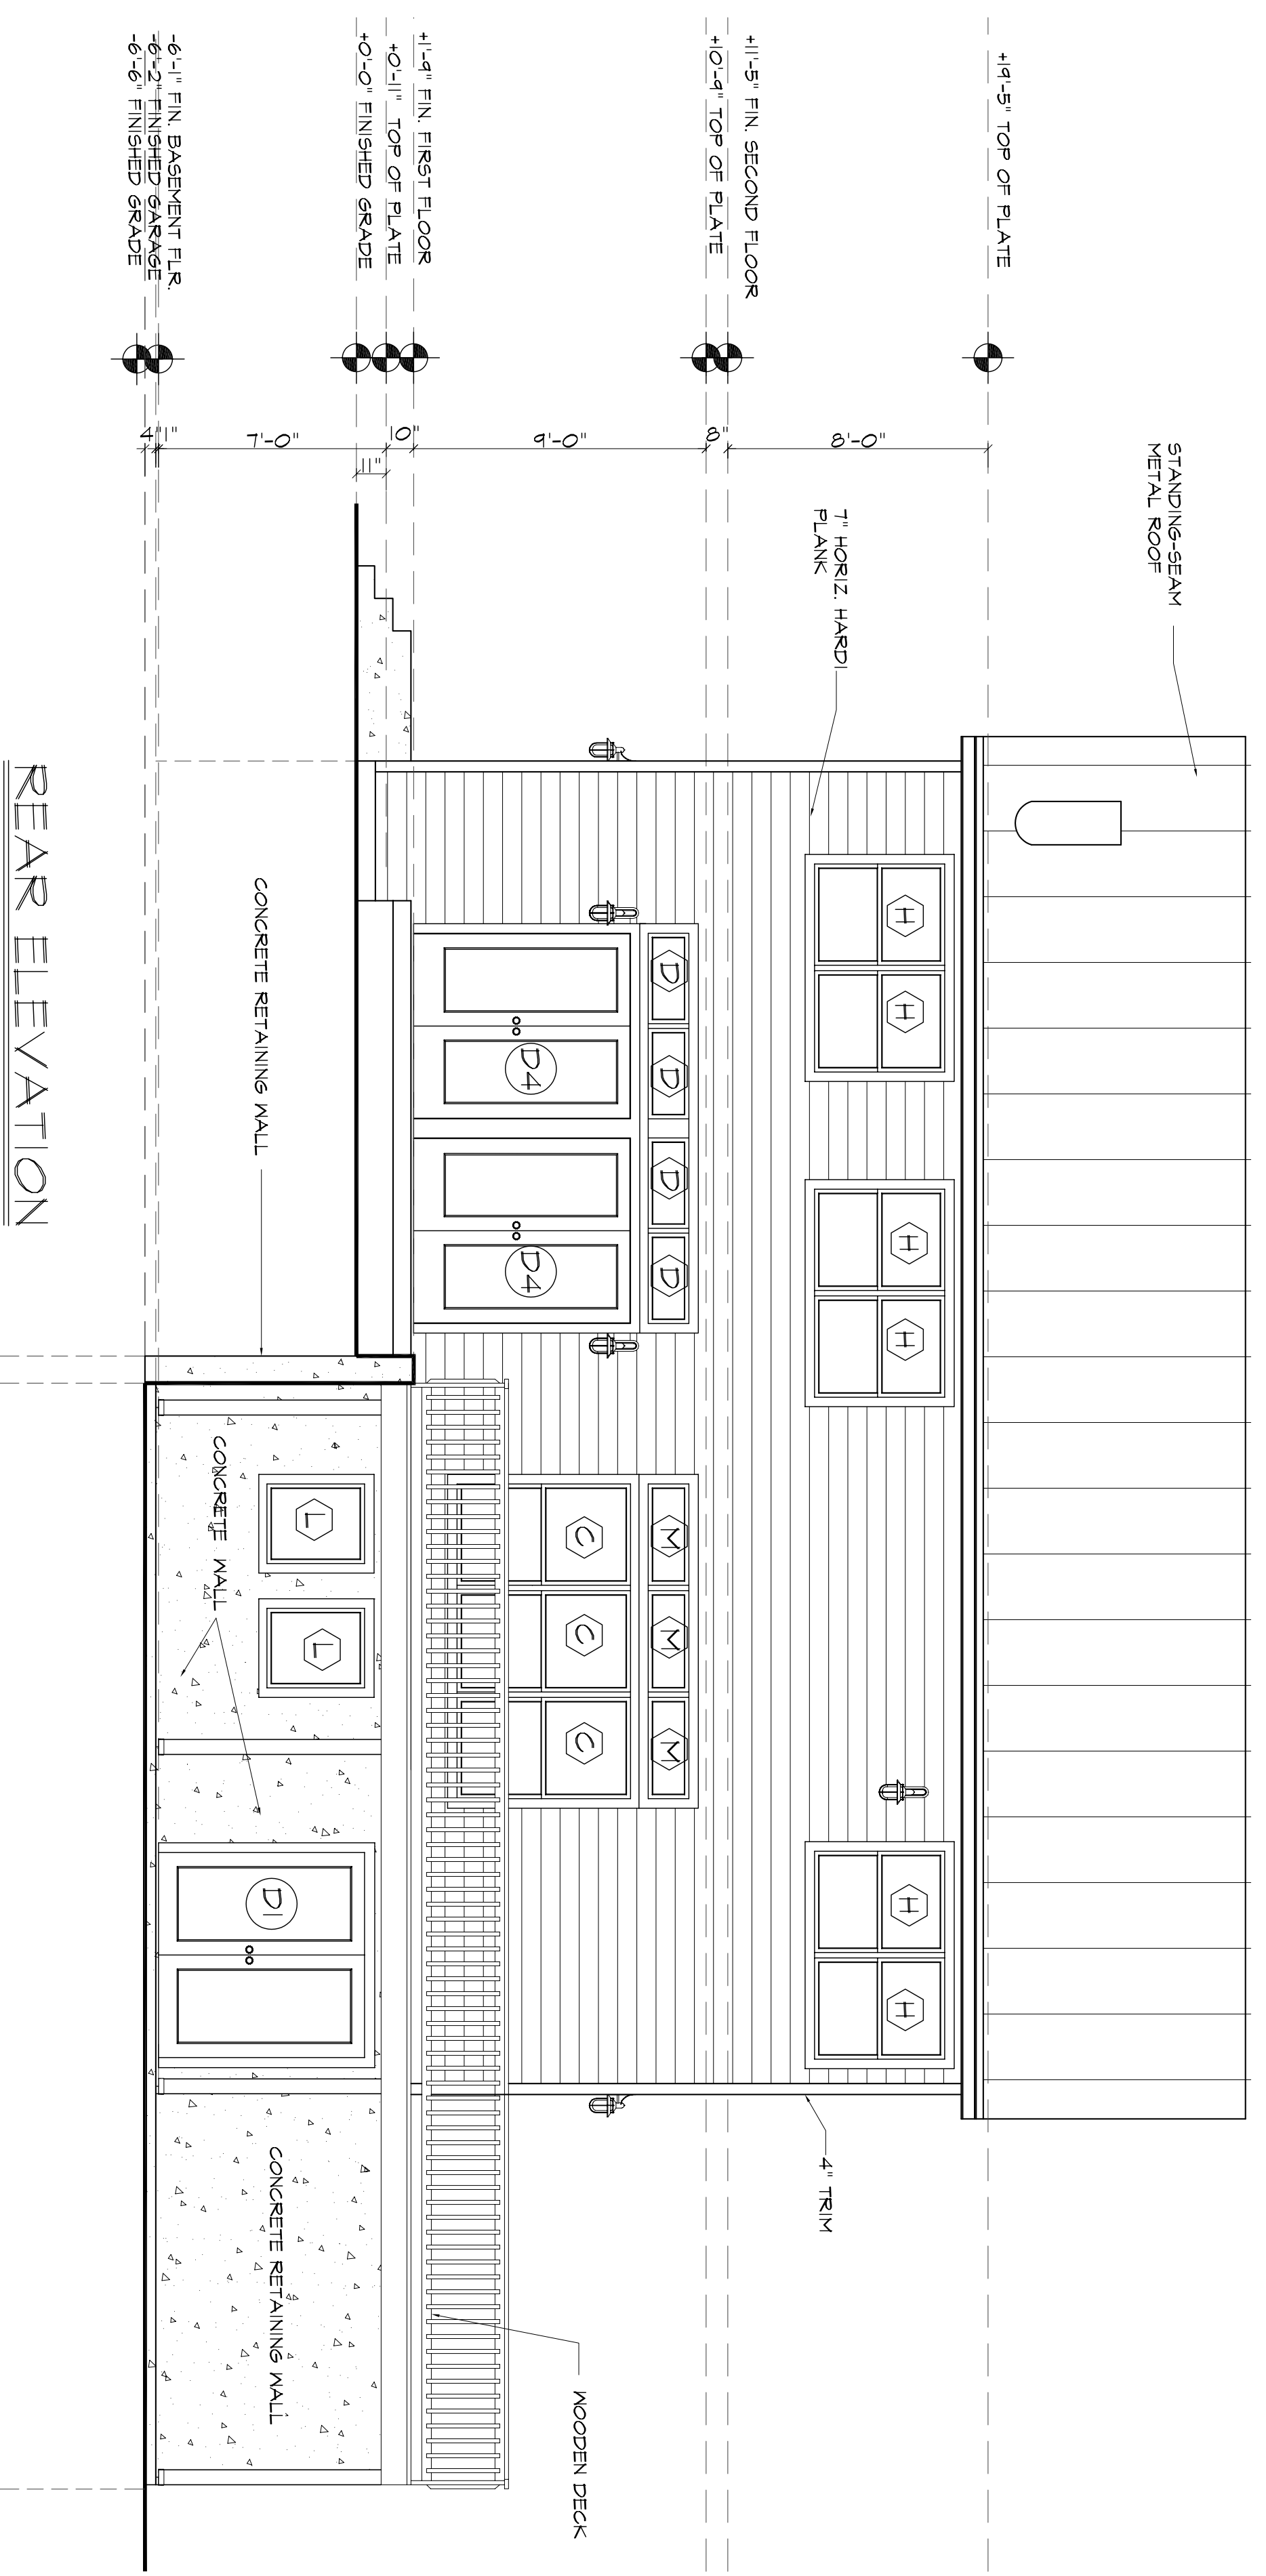 STANDING-SEAM
METAL ROOF
+19'-5" TOP OF PLATE
+11'-5" FIN. SECOND FLOOR
+10'-9" TOP OF PLATE
+1'-9" FIN. FIRST FLOOR
+0'-11" TOP OF PLATE
+0'-0" FINISHED GRADE
-6'-1" FIN. BASEMENT FLR.
-6'-2" FINISHED GARAGE
-6'-6" FINISHED GRADE
8'-0"
8"
9'-0"
10"
11"
7'-0"
1"
4"
7" HORIZ. HARDI
PLANK
H H H H H H
4" TRIM
D D D D M M M
D4 D4 C C C
WOODEN DECK
L L D1
CONCRETE RETAINING WALL
CONCRETE WALL
CONCRETE RETAINING WALL
REAR ELEVATION